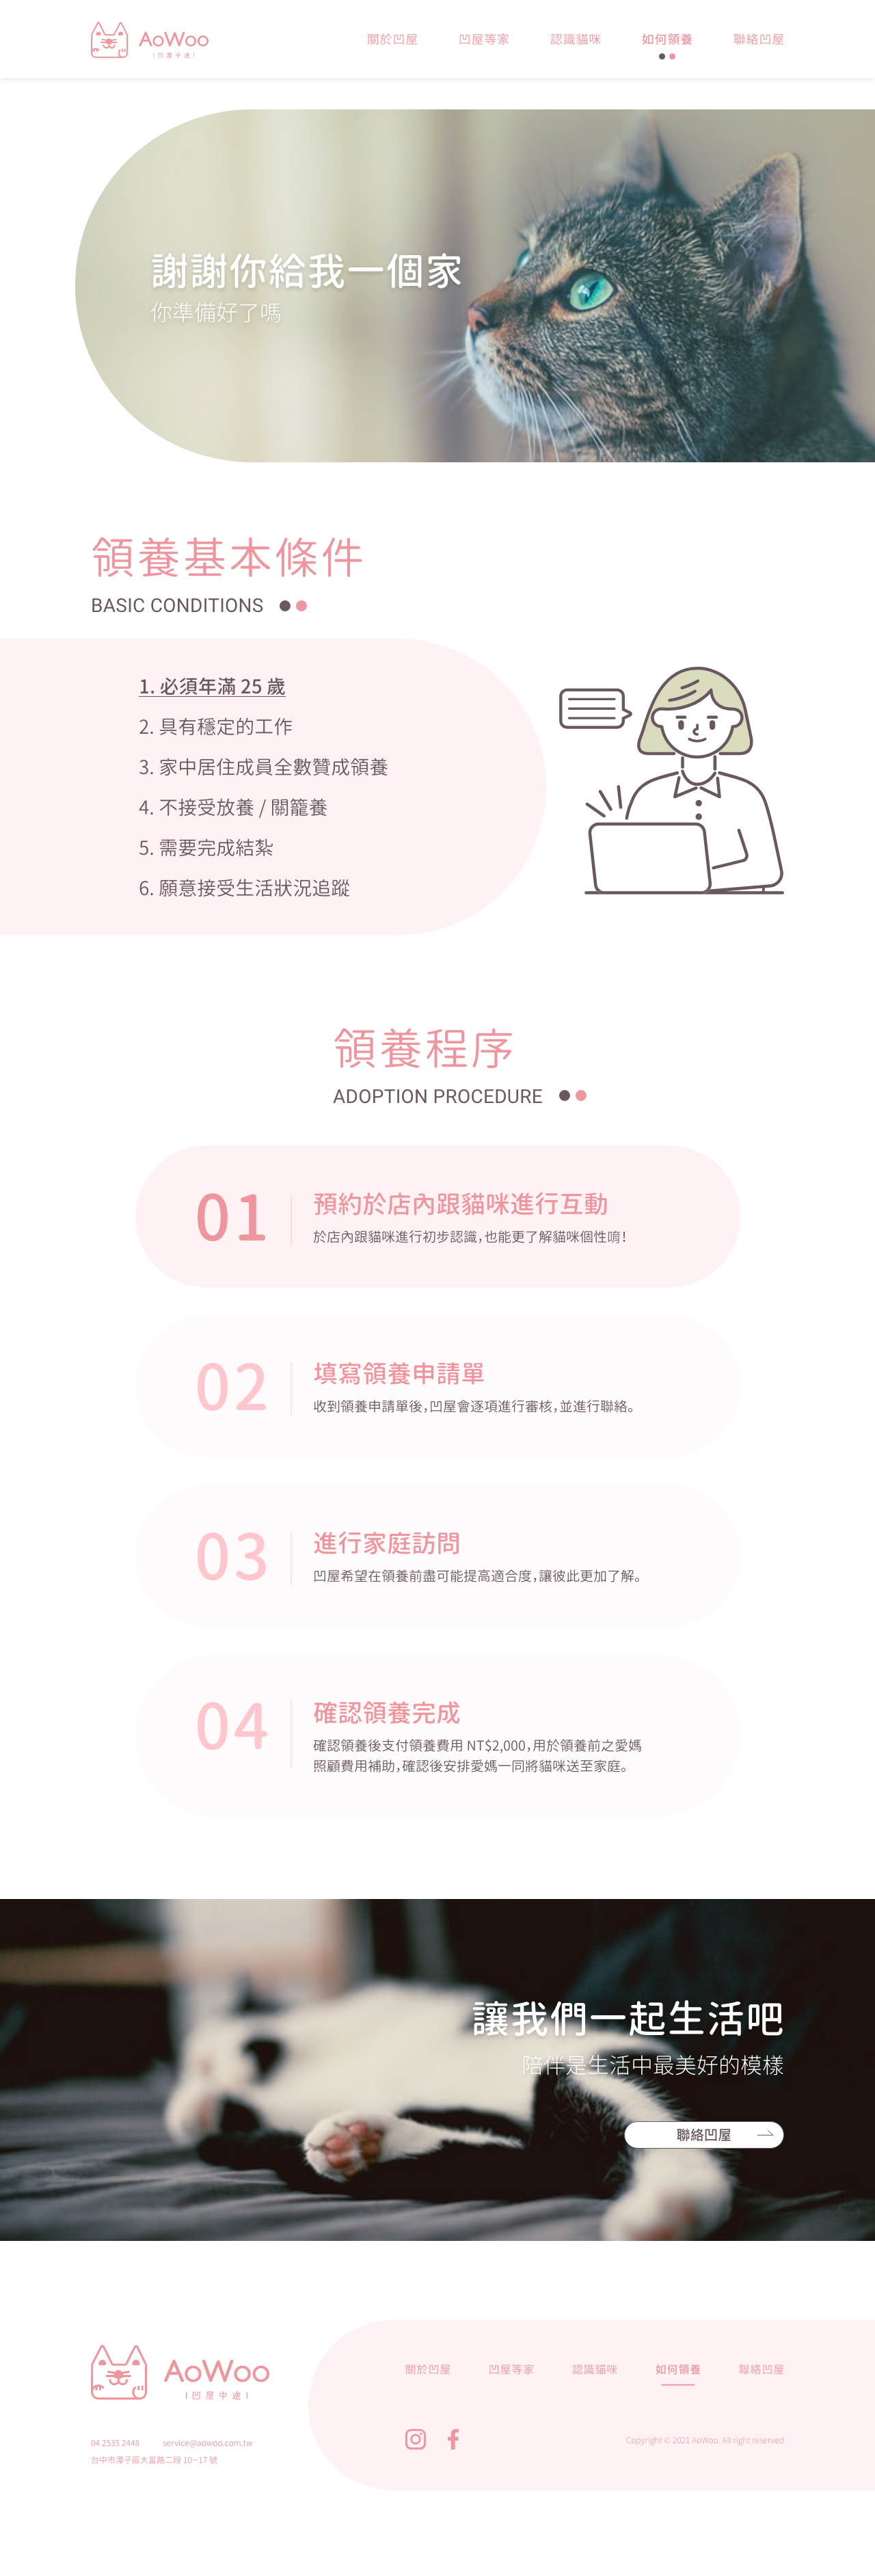 AoWoo
| 凹屋中途 |
關於凹屋
凹屋等家
認識貓咪
如何領養
聯絡凹屋
謝謝你給我一個家
你準備好了嗎
領養基本條件
BASIC CONDITIONS
1. 必須年滿 25 歲
2. 具有穩定的工作
3. 家中居住成員全數贊成領養
4. 不接受放養 / 關籠養
5. 需要完成結紮
6. 願意接受生活狀況追蹤
領養程序
ADOPTION PROCEDURE
01
預約於店內跟貓咪進行互動
於店內跟貓咪進行初步認識，也能更了解貓咪個性唷！
02
填寫領養申請單
收到領養申請單後，凹屋會逐項進行審核，並進行聯絡。
03
進行家庭訪問
凹屋希望在領養前盡可能提高適合度，讓彼此更加了解。
04
確認領養完成
確認領養後支付領養費用 NT$2,000，用於領養前之愛媽
照顧費用補助，確認後安排愛媽一同將貓咪送至家庭。
讓我們一起生活吧
陪伴是生活中最美好的模樣
聯絡凹屋
AoWoo
| 凹屋中途 |
04 2535 2448
service@aowoo.com.tw
台中市潭子區大富路二段 10－17 號
關於凹屋
凹屋等家
認識貓咪
如何領養
聯絡凹屋
Copyright © 2021 AoWoo. All right reserved